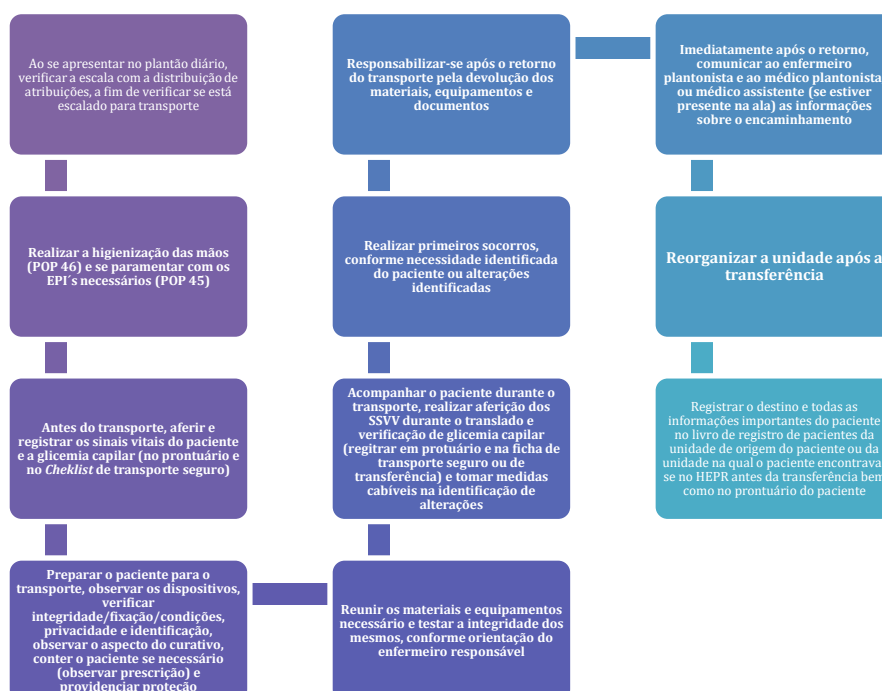 Ao se apresentar no plantão diário,
verificar a escala com a distribuição de
atribuições, a fim de verificar se está
escalado para transporte
Realizar a higienização das mãos
(POP 46) e se paramentar com os
EPI´s necessários (POP 45)
Antes do transporte, aferir e
registrar os sinais vitais do paciente
e a glicemia capilar (no prontuário e
no Cheklist de transporte seguro)
Preparar o paciente para o
transporte, observar os dispositivos,
verificar
integridade/fixação/condições,
privacidade e identificação,
observar o aspecto do curativo,
conter o paciente se necessário
(observar prescrição) e
providenciar proteção
Reunir os materiais e equipamentos
necessário e testar a integridade dos
mesmos, conforme orientação do
enfermeiro responsável
Acompanhar o paciente durante o
transporte, realizar aferição dos
SSVV durante o translado e
verificação de glicemia capilar
(regitrar em protuário e na ficha de
transporte seguro ou de
transferência) e tomar medidas
cabíveis na identificação de
alterações
Realizar primeiros socorros,
conforme necessidade identificada
do paciente ou alterações
identificadas
Responsabilizar-se após o retorno
do transporte pela devolução dos
materiais, equipamentos e
documentos
Imediatamente após o retorno,
comunicar ao enfermeiro
plantonista e ao médico plantonista
ou médico assistente (se estiver
presente na ala) as informações
sobre o encaminhamento
Reorganizar a unidade após a
transferência
Registrar o destino e todas as
informações importantes do paciente
no livro de registro de pacientes da
unidade de origem do paciente ou da
unidade na qual o paciente encontrava-
se no HEPR antes da transferência bem
como no prontuário do paciente